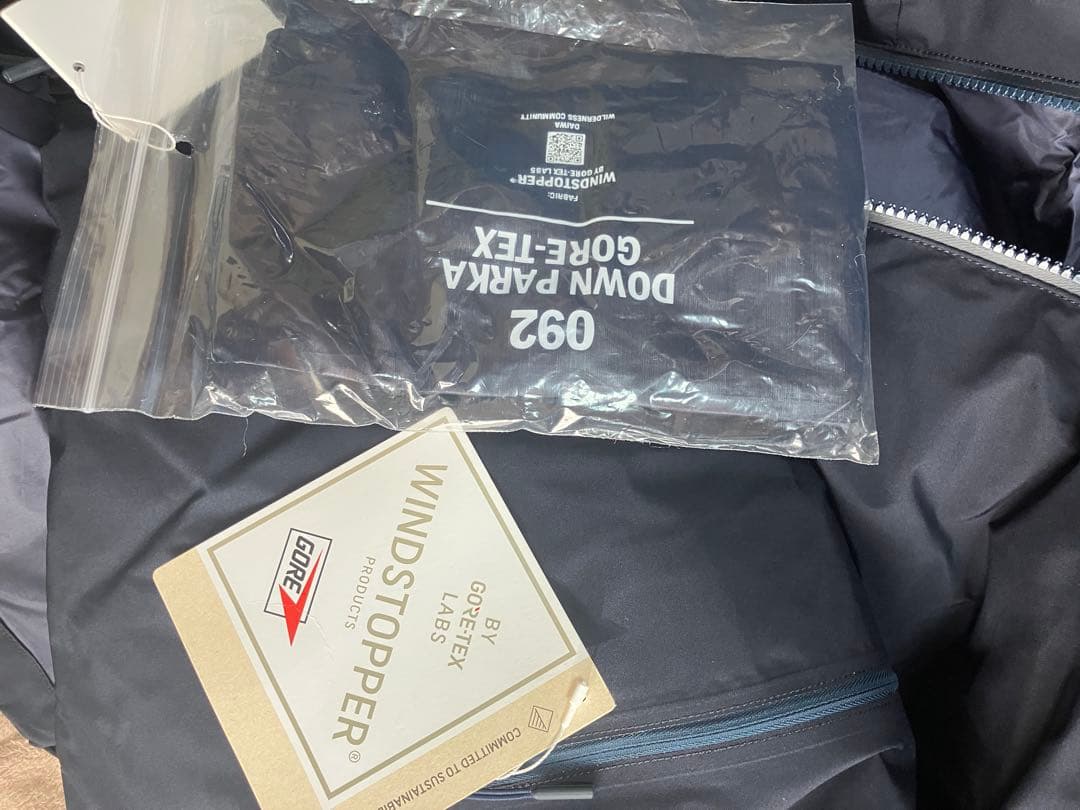 092
DOWN PARKA
GORE-TEX
FABRIC:
WINDSTOPPER®
BY GORE-TEX LABS
DAIWA
WILDERNESS COMMUNITY
GORE
WINDSTOPPER®
PRODUCTS
BY
GORE-TEX
LABS
COMMITTED TO SUSTAINABI